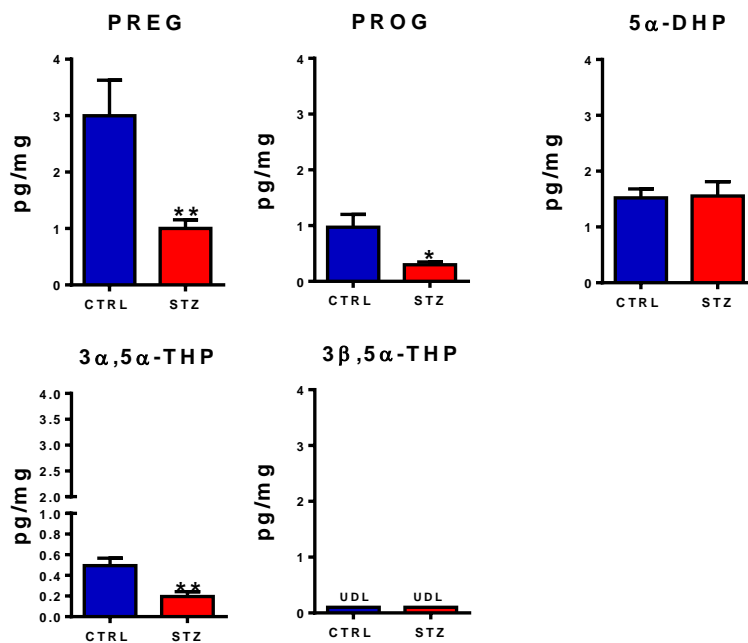 PREG
4
3
2
1
0
pg/mg
**
CTRL STZ
PROG
4
3
2
1
0
pg/mg
*
CTRL STZ
5α-DHP
4
3
2
1
0
pg/mg
CTRL STZ
3α,5α-THP
4.0
3.5
3.0
2.5
2.0
1.0
0.8
0.6
0.4
0.2
0.0
pg/mg
**
CTRL STZ
3β,5α-THP
4
3
2
1
0
pg/mg
UDL UDL
CTRL STZ